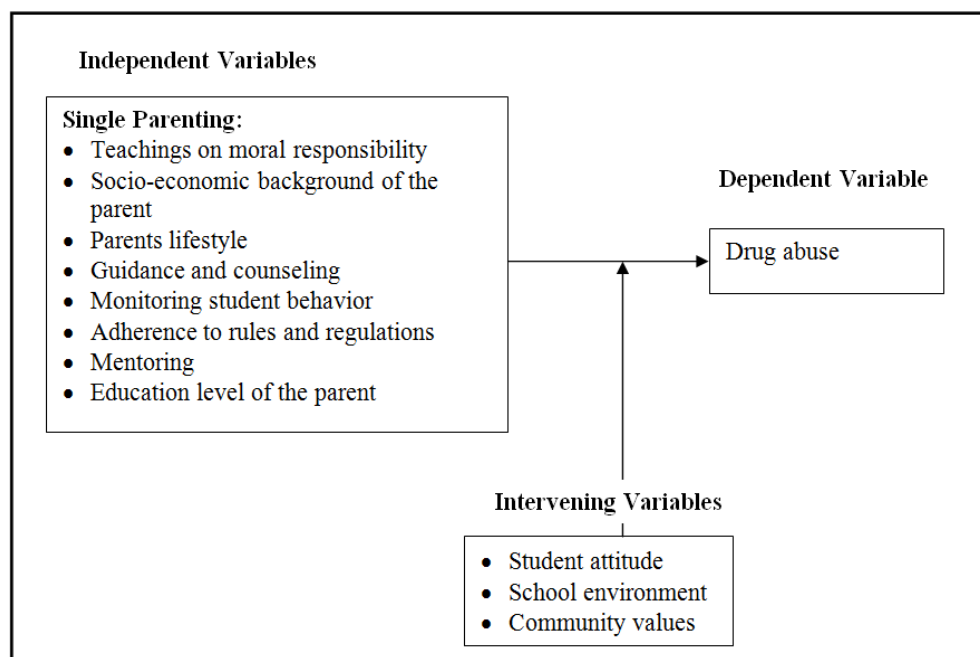 Independent Variables
Single Parenting:
• Teachings on moral responsibility
• Socio-economic background of the
parent
• Parents lifestyle
• Guidance and counseling
• Monitoring student behavior
• Adherence to rules and regulations
• Mentoring
• Education level of the parent
Dependent Variable
Drug abuse
Intervening Variables
• Student attitude
• School environment
• Community values